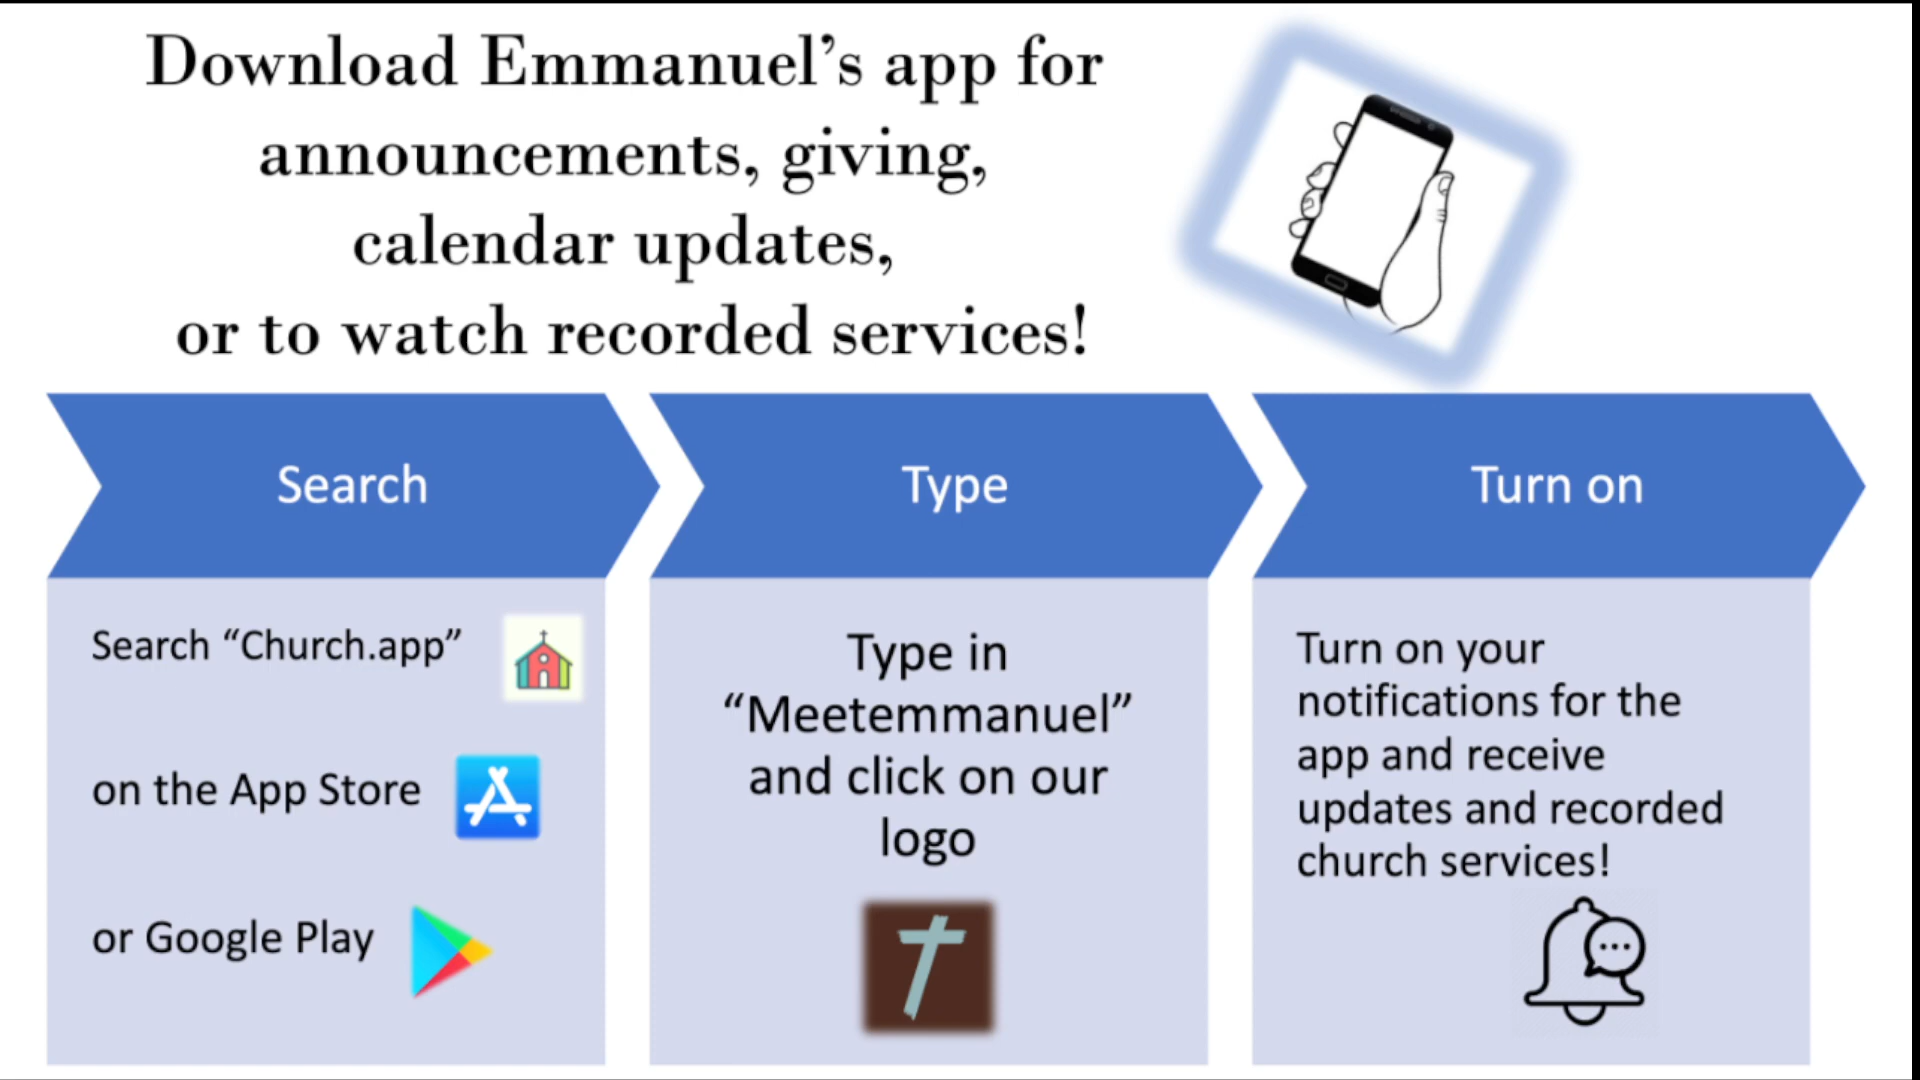 Download Emmanuel’s app for
announcements, giving,
calendar updates,
or to watch recorded services!
Search
Search “Church.app”
on the App Store
or Google Play
Type
Type in
“Meetemmanuel”
and click on our
logo
Turn on
Turn on your
notifications for the
app and receive
updates and recorded
church services!